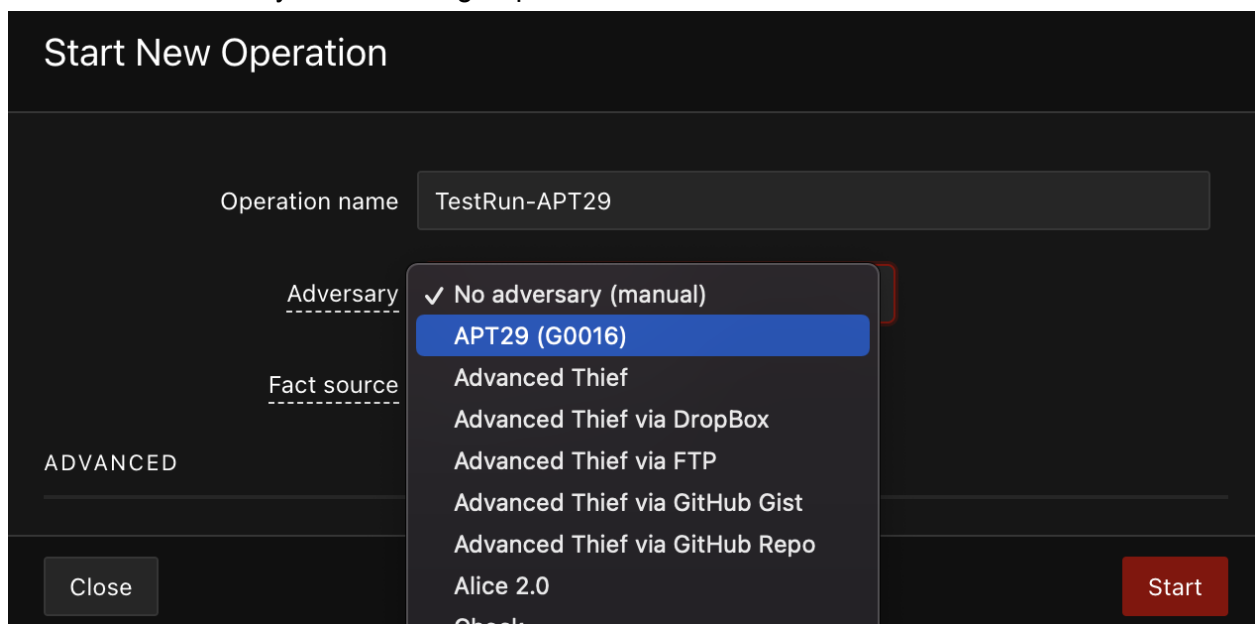 Start New Operation
Operation name TestRun-APT29
Adversary ✓ No adversary (manual)
APT29 (G0016)
Fact source Advanced Thief
Advanced Thief via DropBox
ADVANCED Advanced Thief via FTP
Advanced Thief via GitHub Gist
Advanced Thief via GitHub Repo
Close Alice 2.0 Start